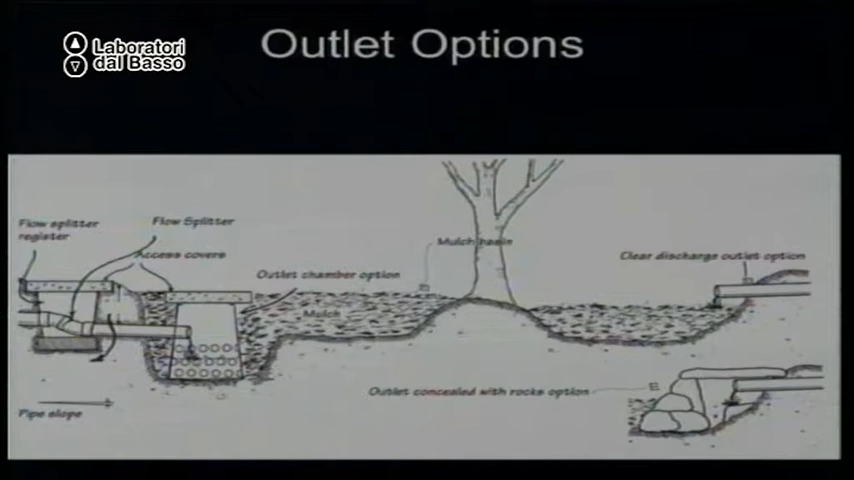 Laboratori
dal Basso
Outlet Options
Flow splitter
register
Flow Splitter
Access covers
Outlet chamber option
Mulch basin
Clear discharge outlet option
Mulch
Outlet concealed with rocks option
Pipe slope